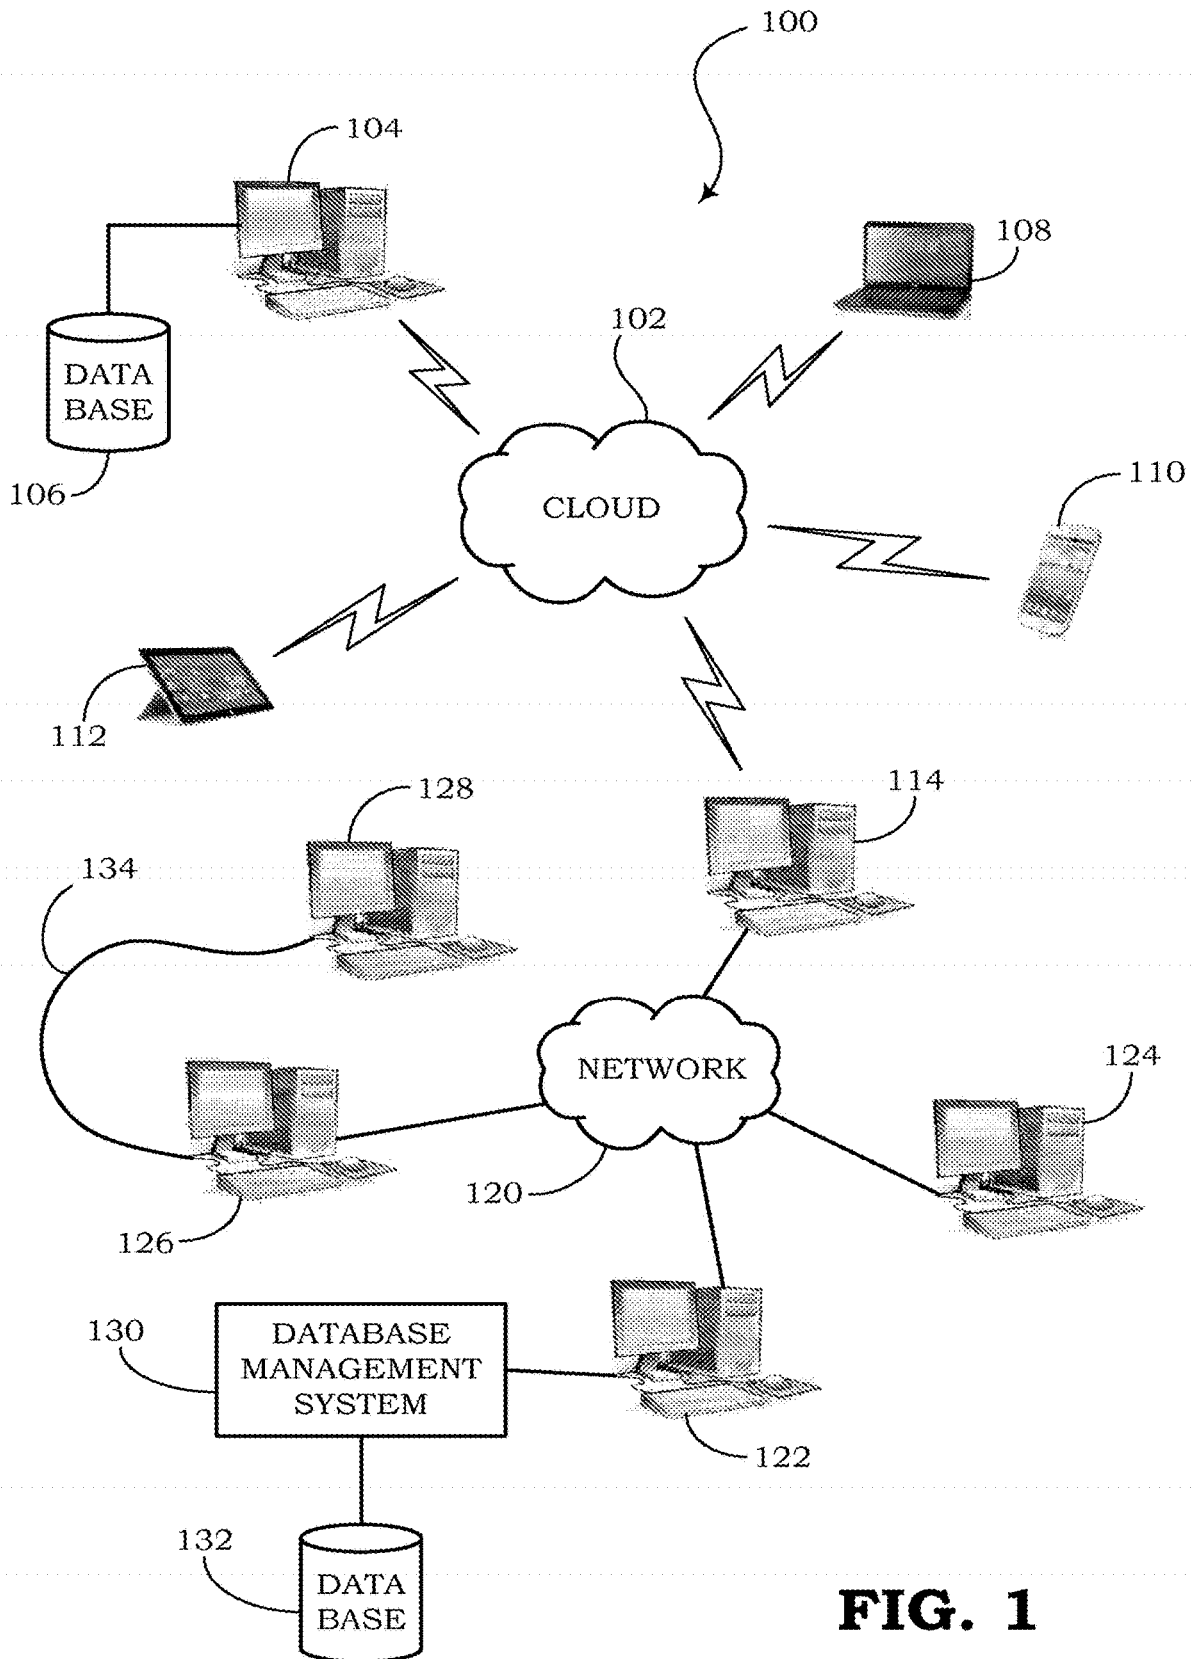 100
104
108
102
DATA
BASE
106
CLOUD
110
112
128
114
134
NETWORK
124
120
126
130
DATABASE
MANAGEMENT
SYSTEM
122
132
DATA
BASE
FIG. 1